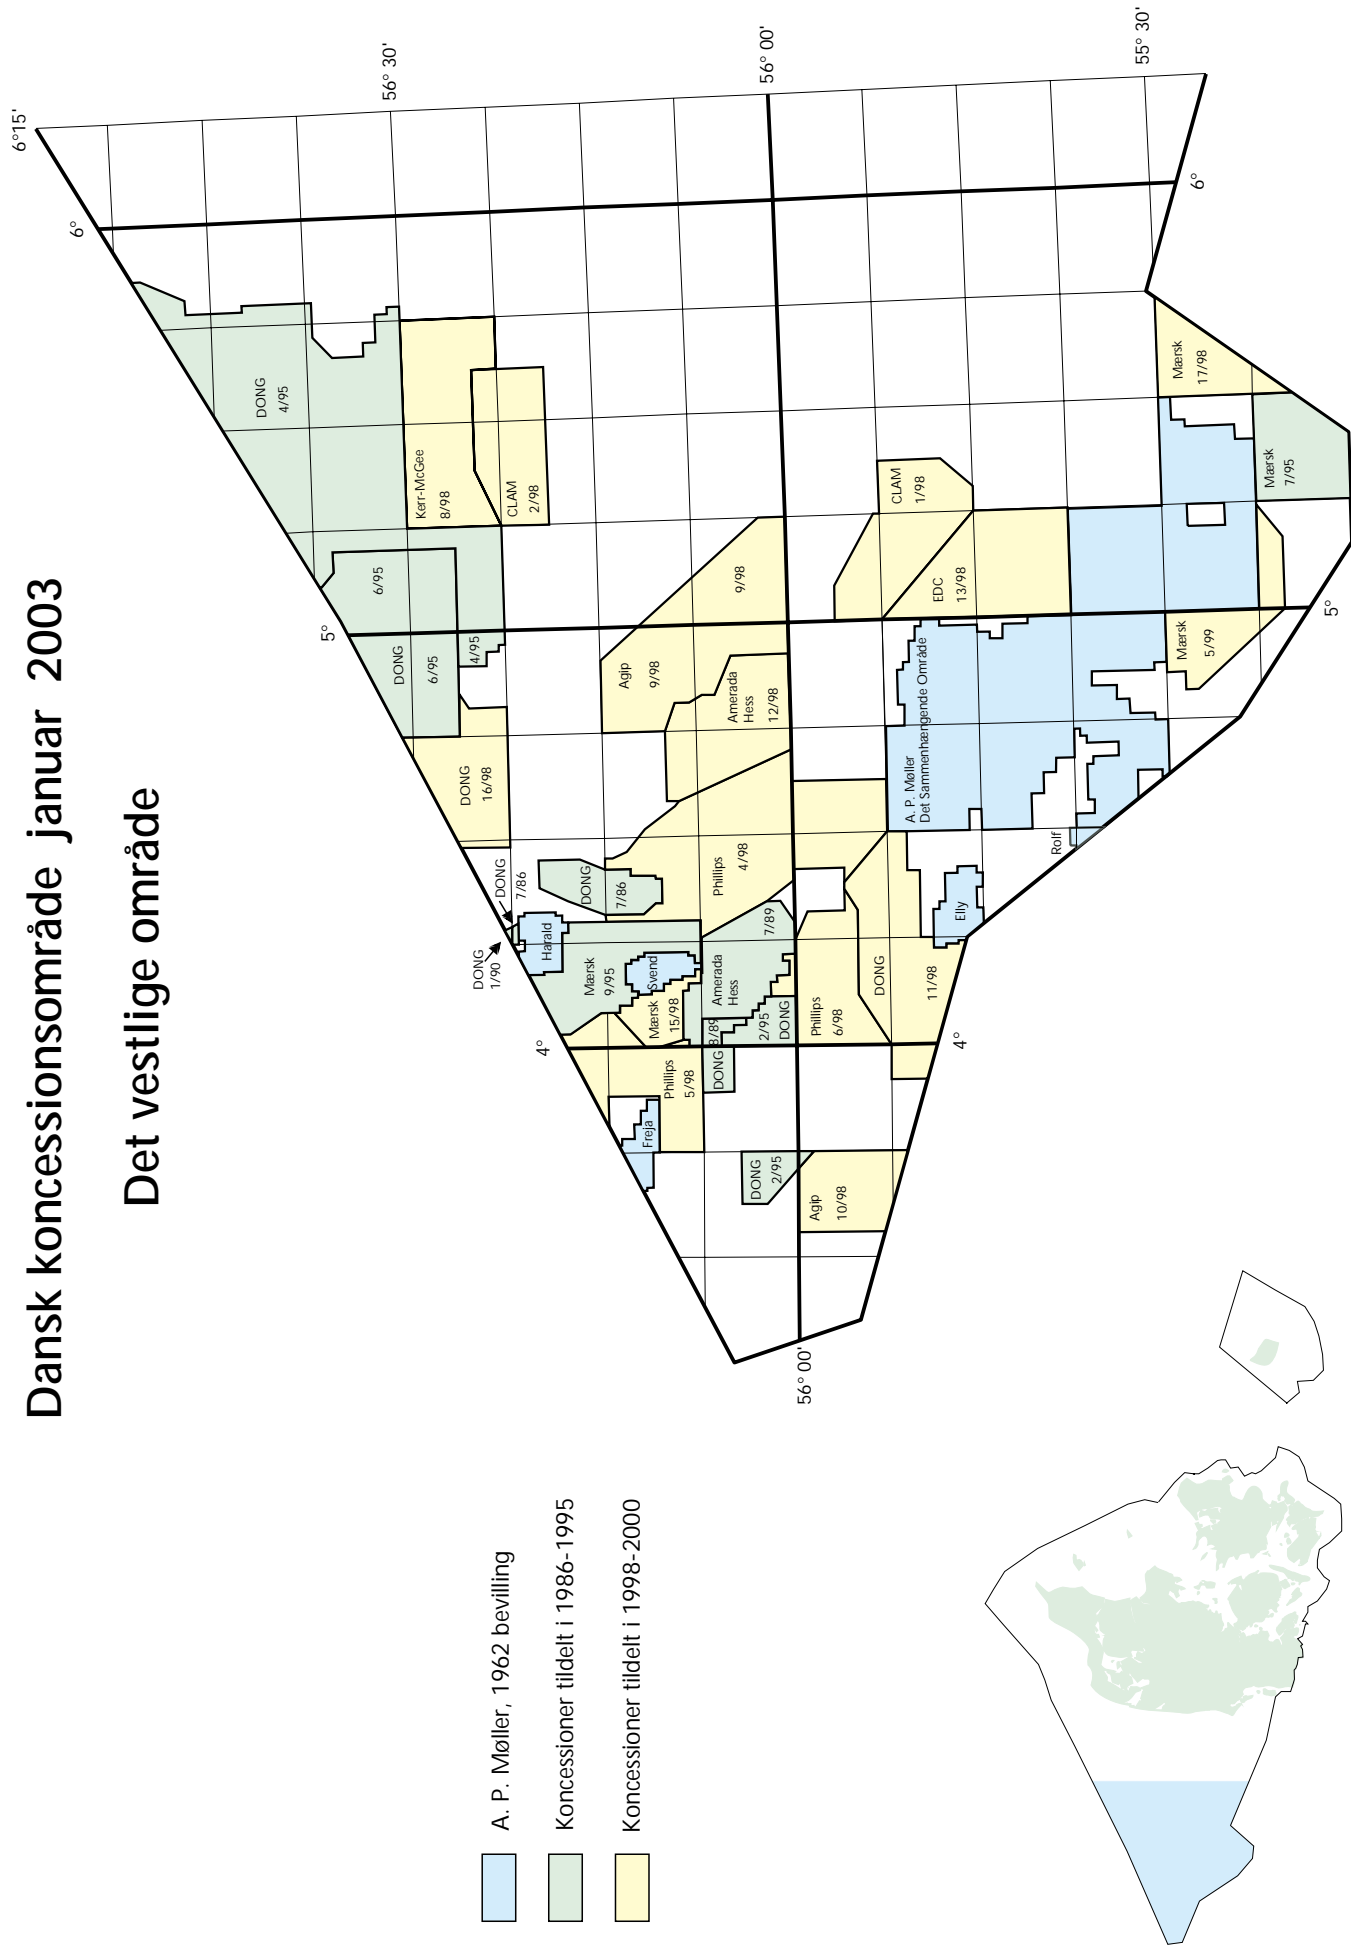 Dansk koncessionsområde januar 2003
Det vestlige område
6°15'
6°
5°
4°
56° 30'
56° 00'
55° 30'
6°
5°
4°
56° 00'
DONG
4/95
6/95
DONG
6/95
4/95
DONG
16/98
Kerr-McGee
8/98
CLAM
2/98
DONG
7/86
DONG
1/90
Harald
DONG
7/86
Mærsk
9/95
Svend
Mærsk
15/98
Phillips
5/98
Freja
Agip
9/98
9/98
Amerada
Hess
12/98
Phillips
4/98
7/89
Amerada
Hess
8/89
2/95
DONG
DONG
DONG
2/95
Agip
10/98
Phillips
6/98
DONG
11/98
Elly
Rolf
A. P. Møller
Det Sammenhængende Område
CLAM
1/98
EDC
13/98
Mærsk
17/98
Mærsk
7/95
Mærsk
5/99
A. P. Møller, 1962 bevilling
Koncessioner tildelt i 1986-1995
Koncessioner tildelt i 1998-2000